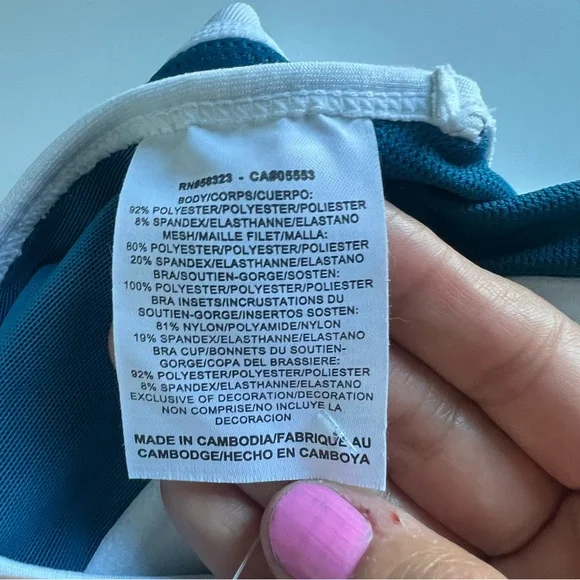 RN#56323 - CA#05553
BODY/CORPS/CUERPO:
92% POLYESTER/POLYESTER/POLIESTER
8% SPANDEX/ELASTHANNE/ELASTANO
MESH/MAILLE FILET/MALLA:
80% POLYESTER/POLYESTER/POLIESTER
20% SPANDEX/ELASTHANNE/ELASTANO
BRA/SOUTIEN-GORGE/SOSTEN:
100% POLYESTER/POLYESTER/POLIESTER
BRA INSETS/INCRUSTATIONS DU
SOUTIEN-GORGE/INSERTOS SOSTEN:
81% NYLON/POLYAMIDE/NYLON
19% SPANDEX/ELASTHANNE/ELASTANO
BRA CUP/BONNETS DU SOUTIEN-
GORGE/COPA DEL BRASSIERE:
92% POLYESTER/POLYESTER/POLIESTER
8% SPANDEX/ELASTHANNE/ELASTANO
EXCLUSIVE OF DECORATION/DECORATION
NON COMPRISE/NO INCLUYE LA
DECORACION
MADE IN CAMBODIA/FABRIQUÉ AU
CAMBODGE/HECHO EN CAMBOYA